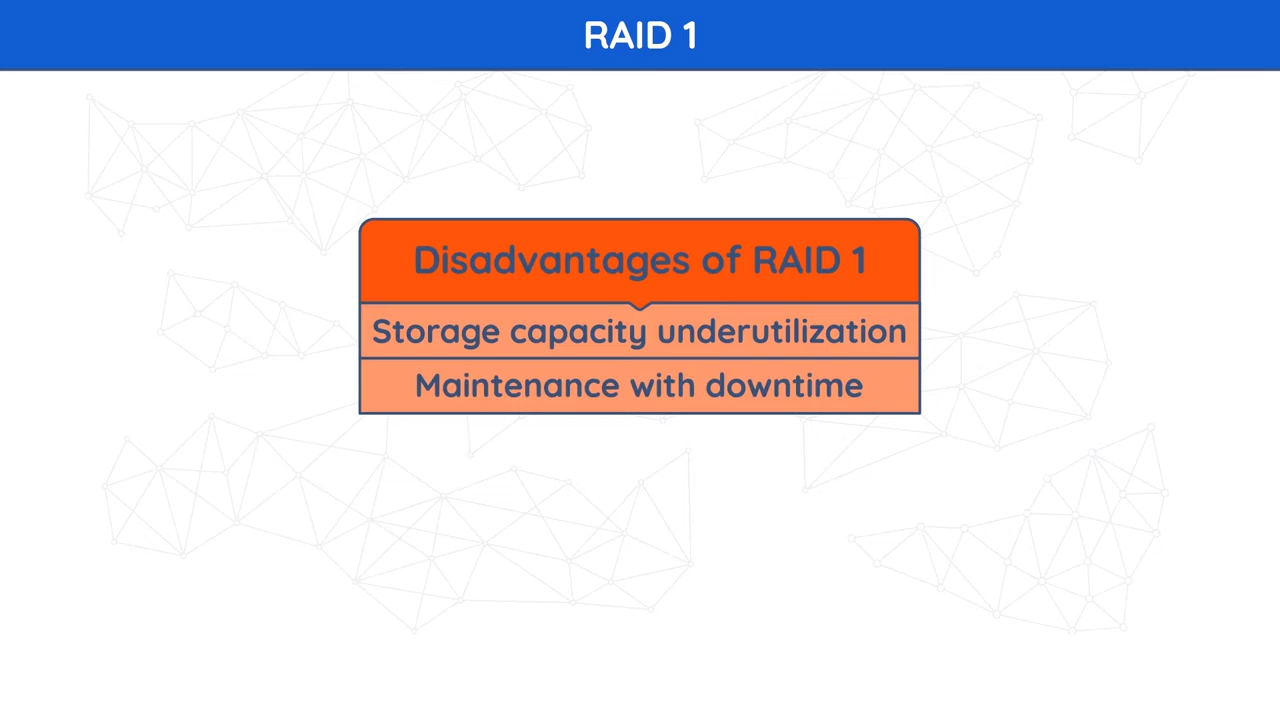 RAID 1
Disadvantages of RAID 1
Storage capacity underutilization
Maintenance with downtime